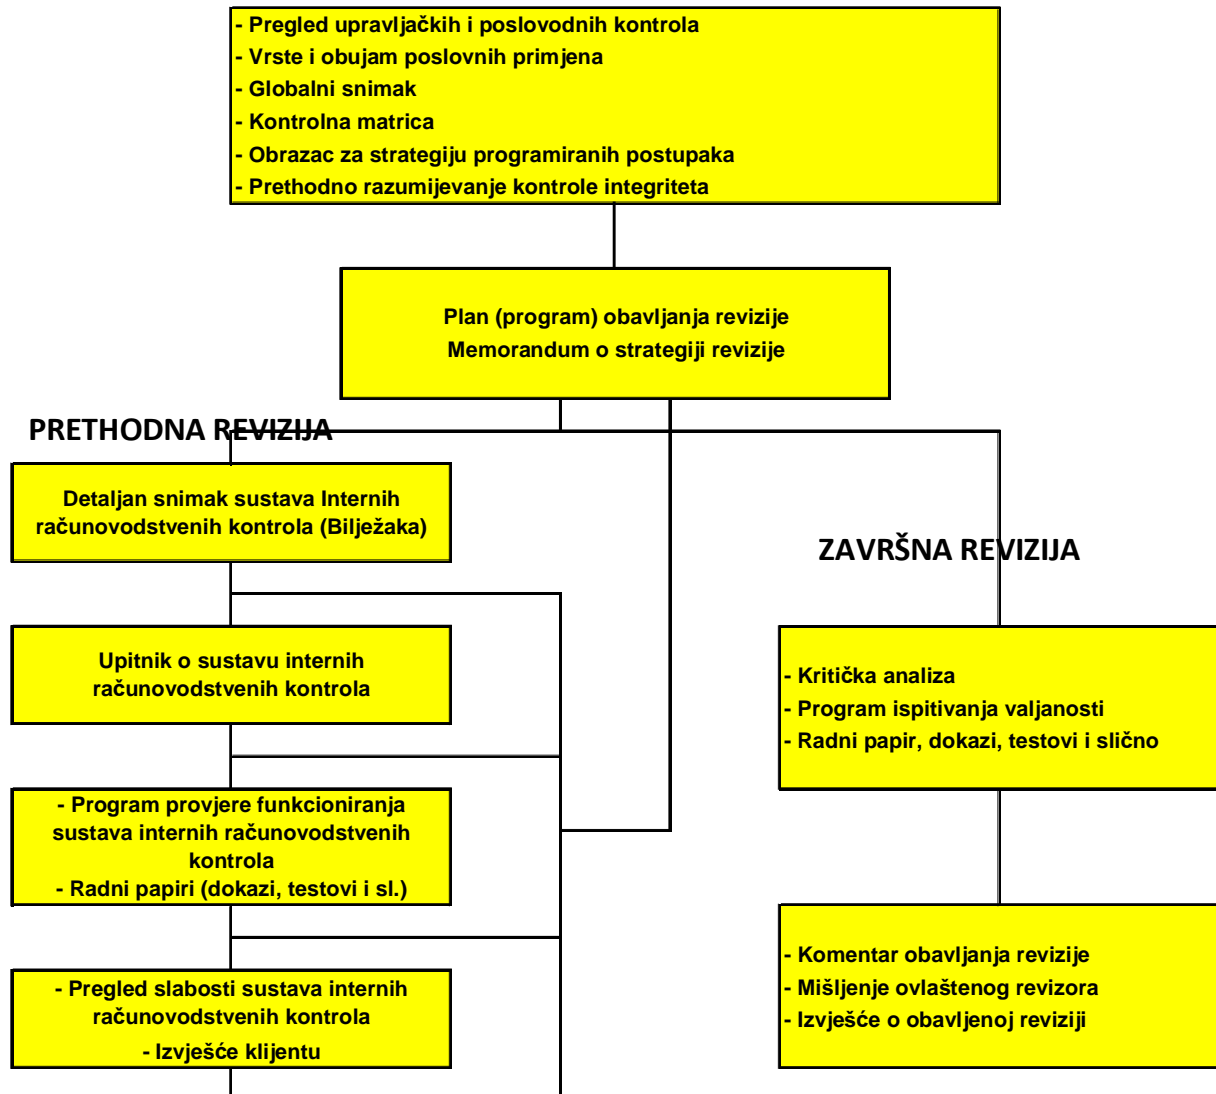 - Pregled upravljačkih i poslovodnih kontrola
- Vrste i obujam poslovnih primjena
- Globalni snimak
- Kontrolna matrica
- Obrazac za strategiju programiranih postupaka
- Prethodno razumijevanje kontrole integriteta
Plan (program) obavljanja revizije
Memorandum o strategiji revizije
PRETHODNA REVIZIJA
Detaljan snimak sustava Internih
računovodstvenih kontrola (Bilježaka)
Upitnik o sustavu internih
računovodstvenih kontrola
- Program provjere funkcioniranja
sustava internih računovodstvenih
kontrola
- Radni papiri (dokazi, testovi i sl.)
- Pregled slabosti sustava internih
računovodstvenih kontrola
- Izvješće klijentu
ZAVRŠNA REVIZIJA
- Kritička analiza
- Program ispitivanja valjanosti
- Radni papir, dokazi, testovi i slično
- Komentar obavljanja revizije
- Mišljenje ovlaštenog revizora
- Izvješće o obavljenoj reviziji